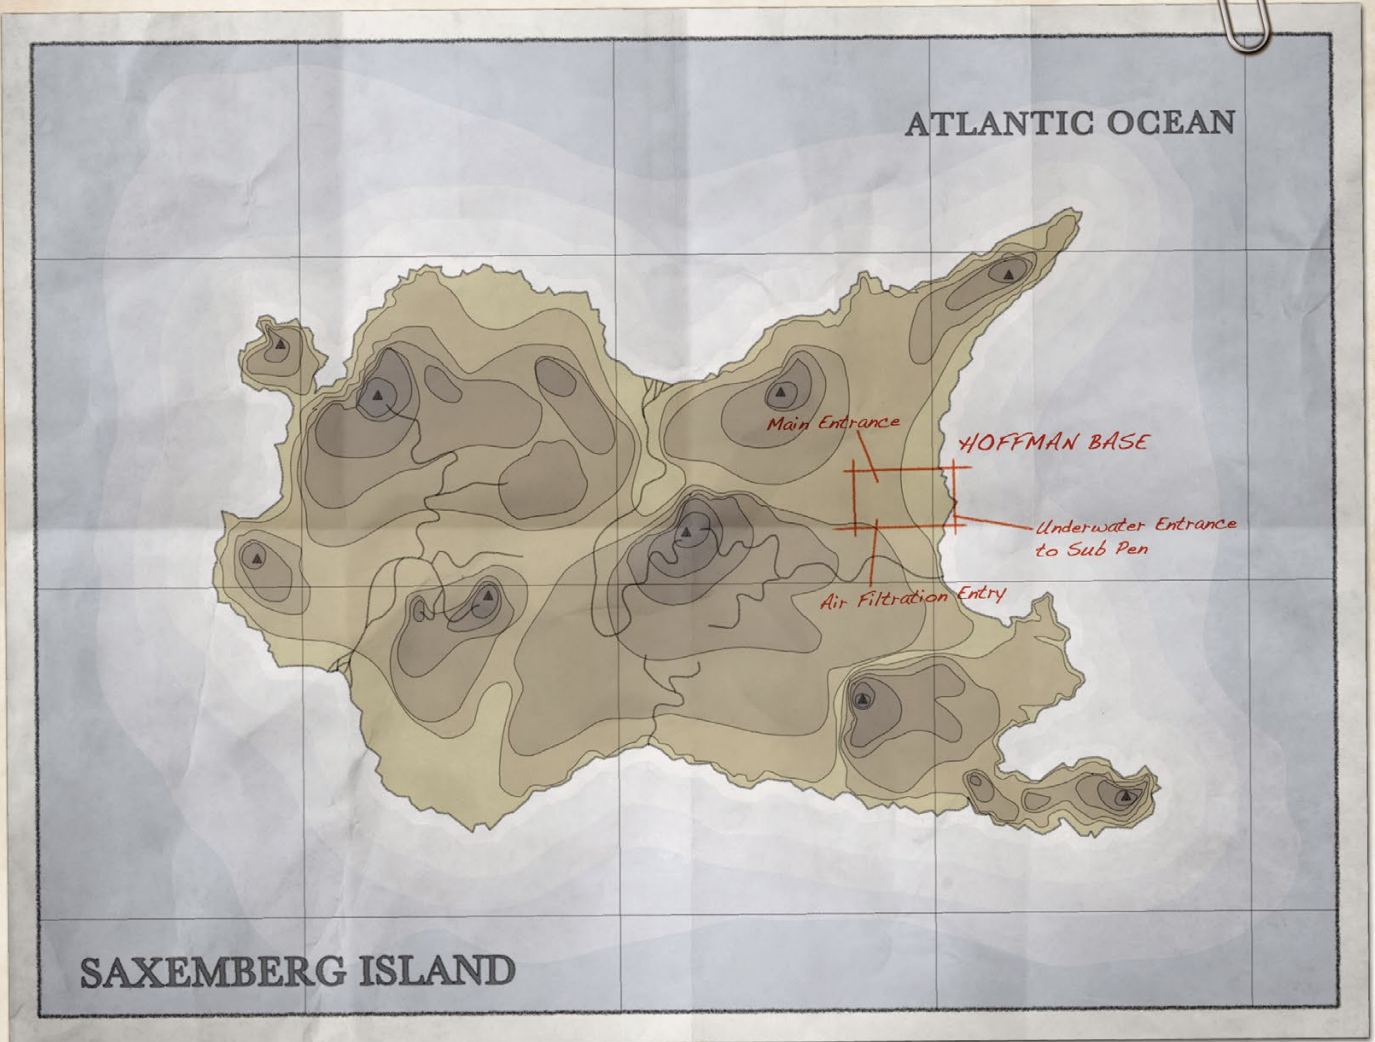 ATLANTIC OCEAN
Main Entrance
HOFFMAN BASE
Underwater Entrance
to Sub Pen
Air Filtration Entry
SAXEMBERG ISLAND